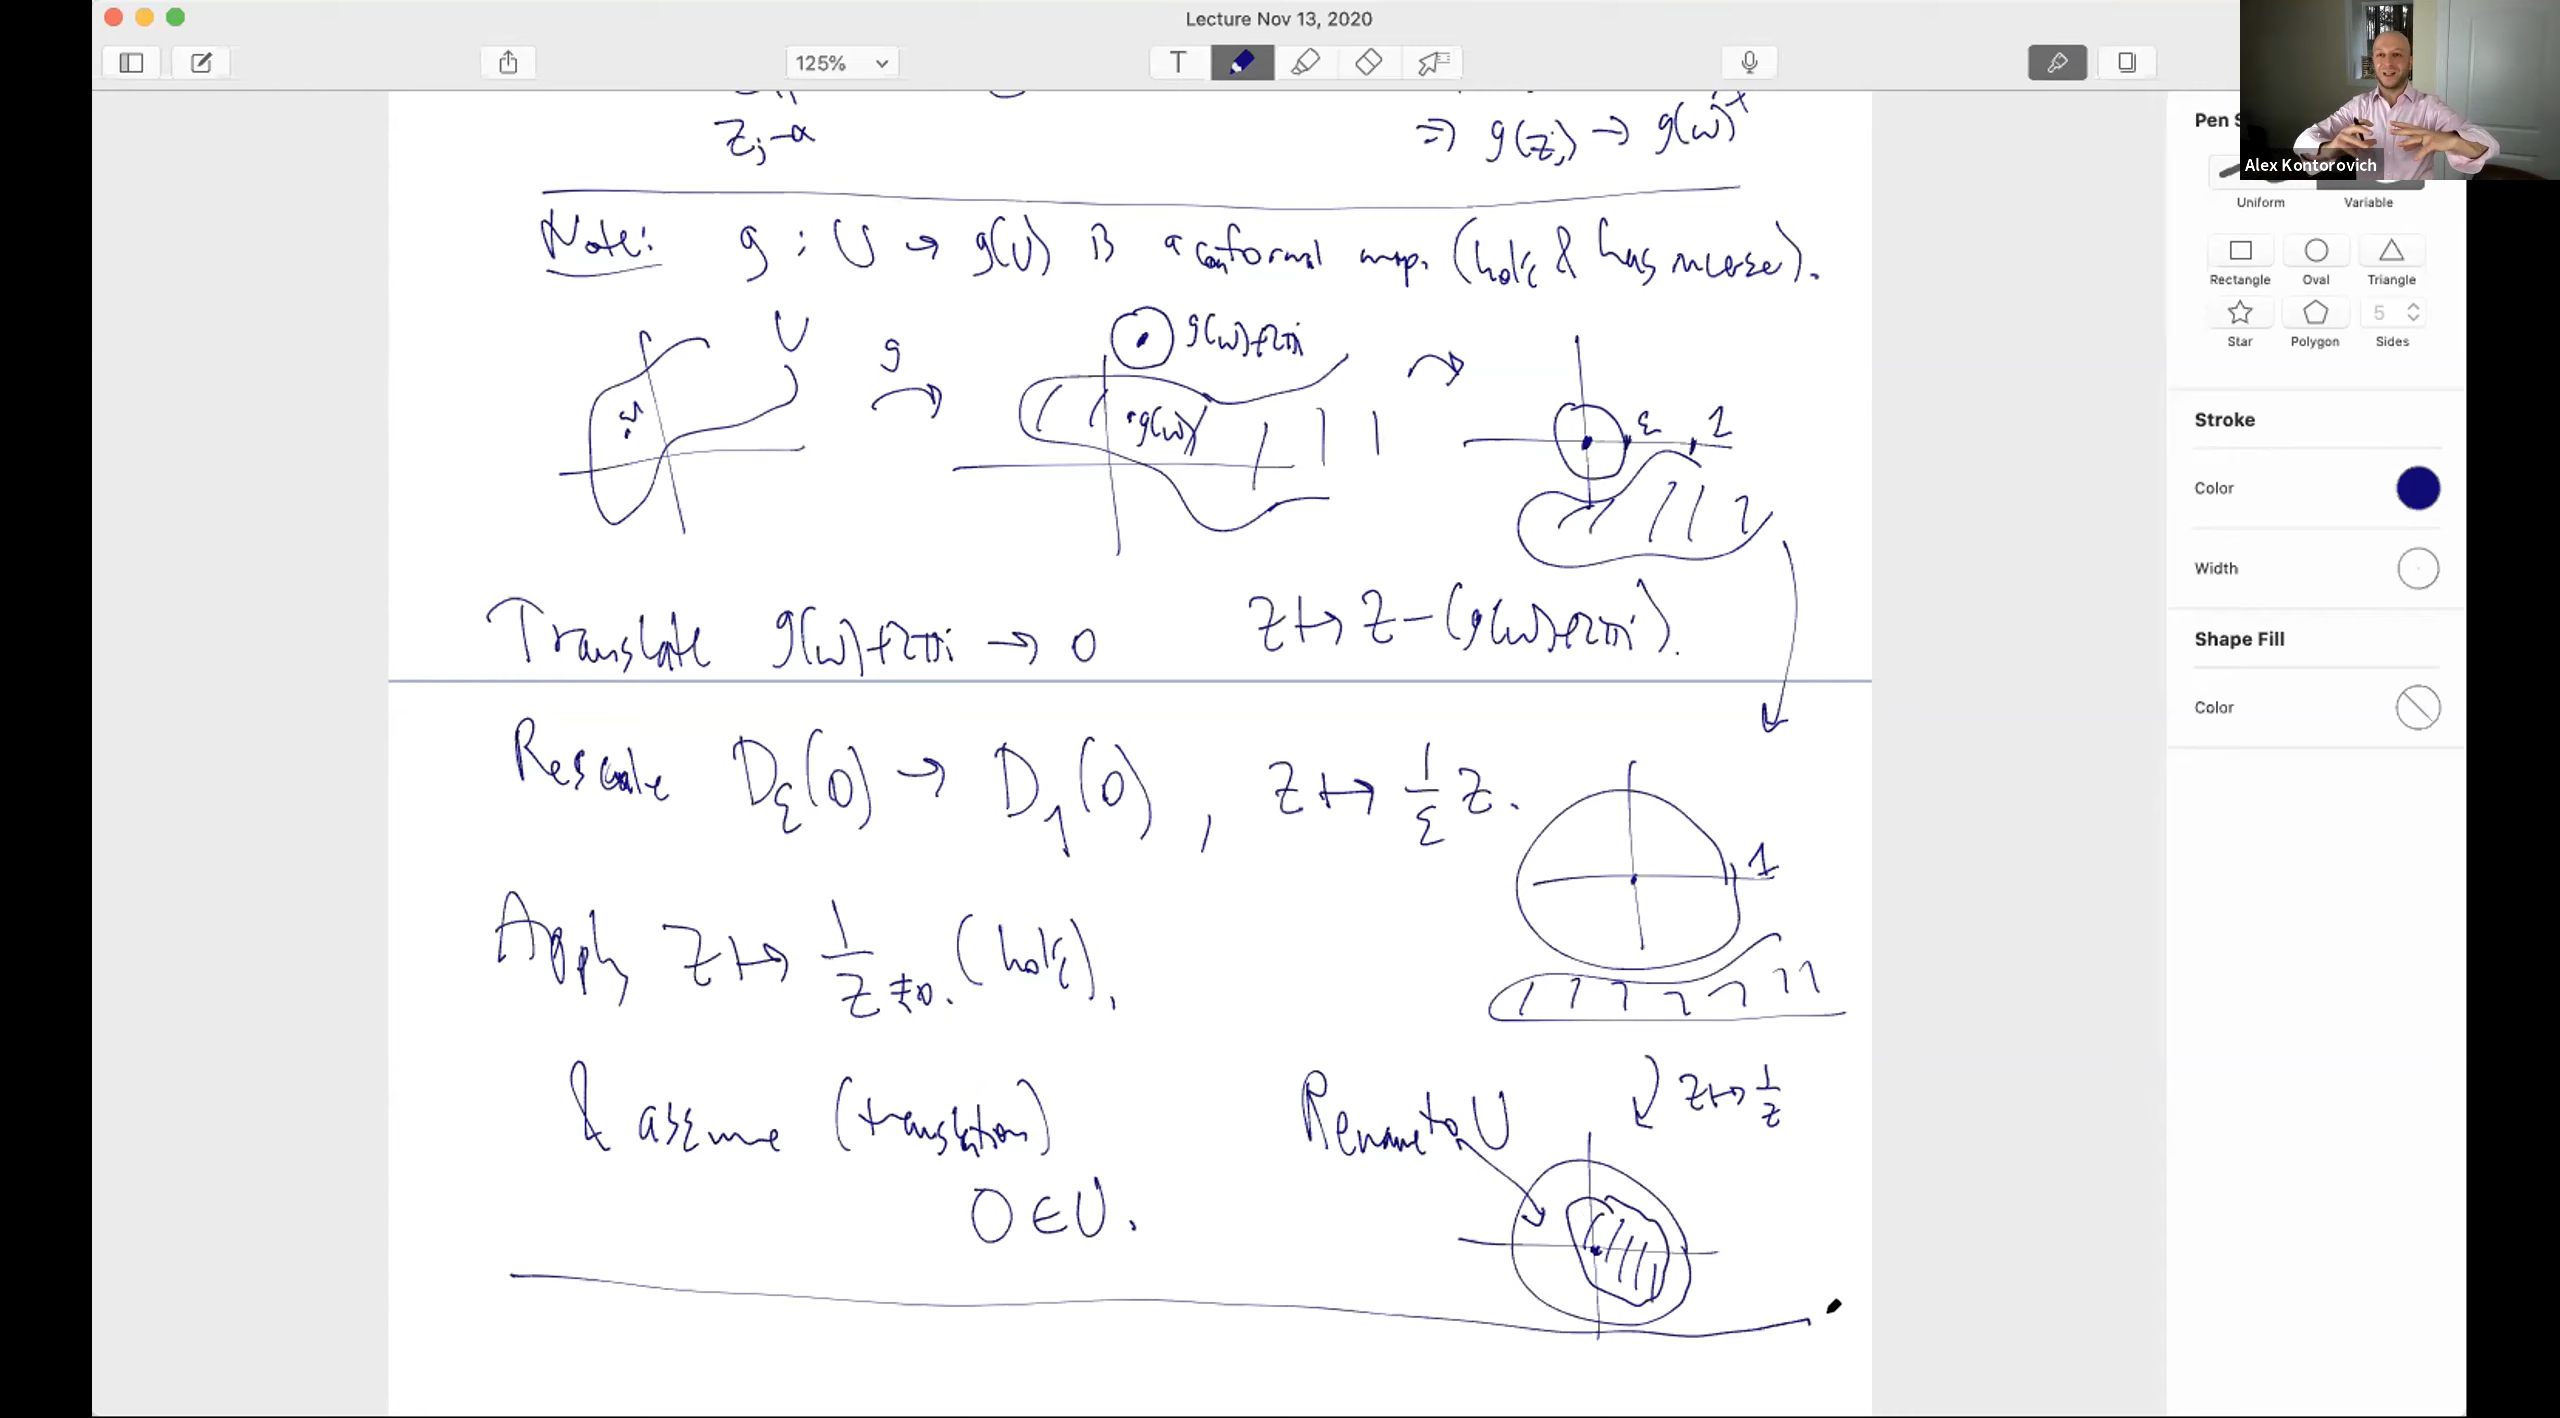 Lecture Nov 13, 2020
125%
T
Alex Kontorovich
Pen S
Uniform Variable
Rectangle Oval Triangle
5
Star Polygon Sides
Stroke
Color
Width
Shape Fill
Color
z_j - α
⇒ g(z_j) → g(w)
Note: g : U → g(U) is a conformal map. (hol'c & has inverse).
U g g(w)+2πi
w g(w) ε 1
Translate g(w)+2πi → 0 z ↦ z - (g(w)+2πi).
Rescale D_ε(0) → D_1(0), z ↦ 1/ε z.
1
Apply z ↦ 1/z ≠0. (hol'c),
& assume (translation) Rename to U z ↦ 1/z
0 ∈ U.